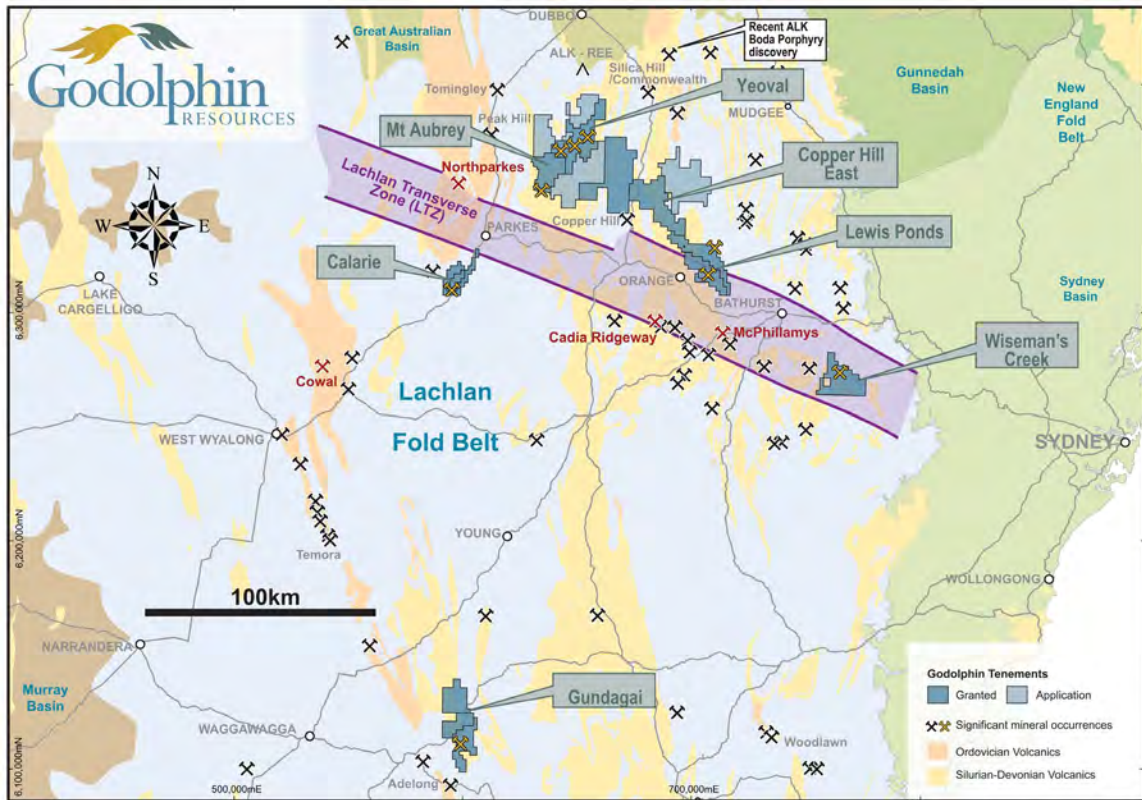 Godolphin
RESOURCES
Great Australian
Basin
DUBBO
ALK - REE
Recent ALK
Boda Porphyry
discovery
Silica Hill
/Commonwealth
Gunnedah
Basin
New
England
Fold
Belt
Tomingley
Peak Hill
Yeoval
MUDGEE
Mt Aubrey
Northparkes
Copper Hill
East
Lachlan Transverse
Zone (LTZ)
N
W
E
S
PARKES
Copper Hill
Lewis Ponds
Calarie
ORANGE
BATHURST
LAKE
CARGELLIGO
Sydney
Basin
6,300,000mN
Cadia Ridgeway
McPhillamys
Wiseman's
Creek
Cowal
Lachlan
Fold Belt
WEST WYALONG
SYDNEY
6,200,000mN
Temora
YOUNG
WOLLONGONG
100km
NARRANDERA
Murray
Basin
Gundagai
WAGGAWAGGA
Adelong
Woodlawn
6,100,000mN
500,000mE
700,000mE
Godolphin Tenements
Granted
Application
Significant mineral occurrences
Ordovician Volcanics
Silurian-Devonian Volcanics